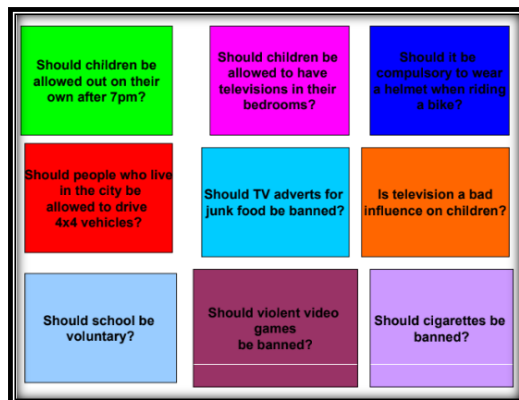 Should children be
allowed out on their
own after 7pm?
Should children be
allowed to have
televisions in their
bedrooms?
Should it be
compulsory to wear
a helmet when riding
a bike?
Should people who live
in the city be
allowed to drive
4x4 vehicles?
Should TV adverts for
junk food be banned?
Is television a bad
influence on children?
Should school be
voluntary?
Should violent video
games
be banned?
Should cigarettes be
banned?